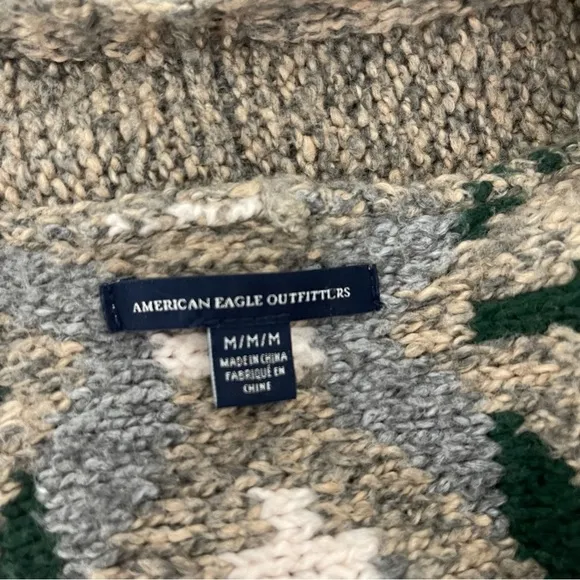 AMERICAN EAGLE OUTFITTERS
M/M/M
MADE IN CHINA
FABRIQUÉ EN
CHINE